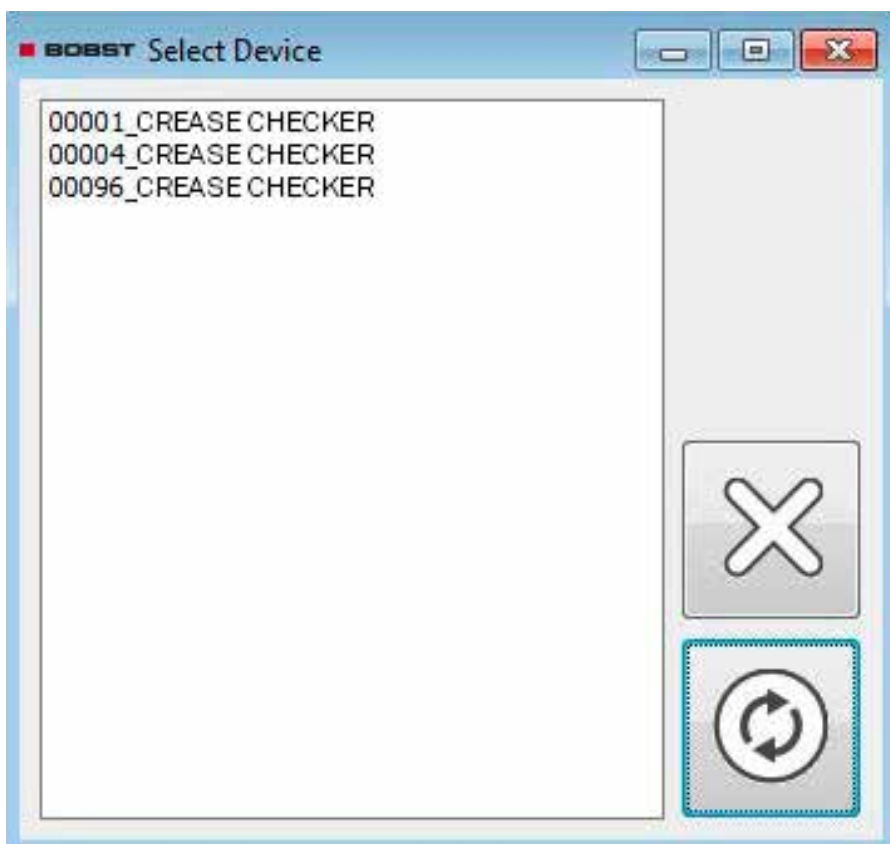 BOBST Select Device
00001_CREASE CHECKER
00004_CREASE CHECKER
00096_CREASE CHECKER